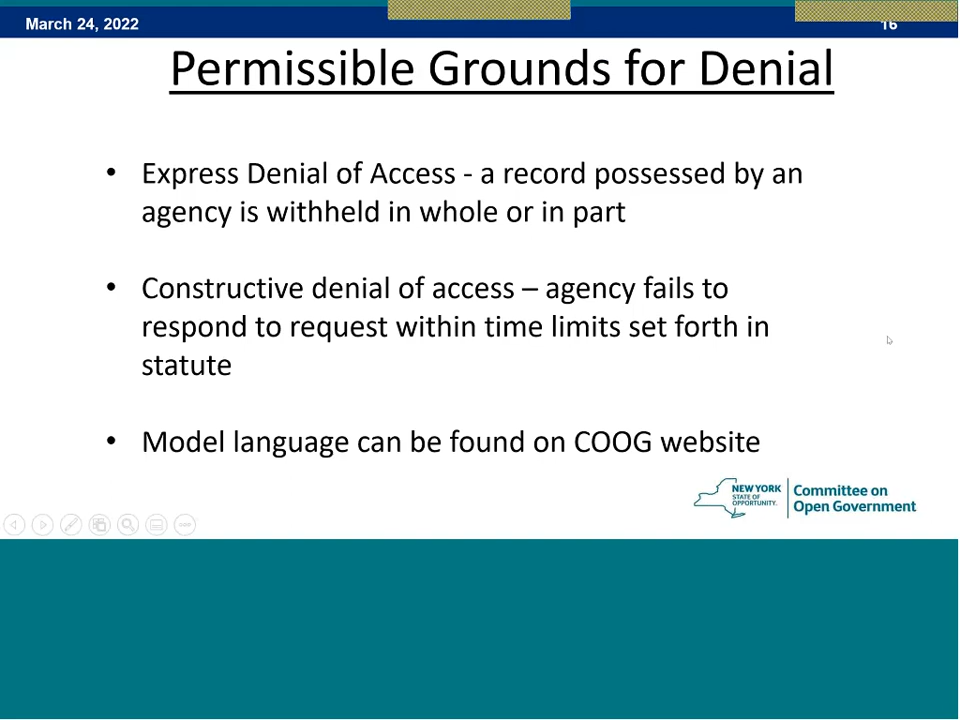 March 24, 2022
16
Permissible Grounds for Denial
• Express Denial of Access - a record possessed by an
agency is withheld in whole or in part
• Constructive denial of access – agency fails to
respond to request within time limits set forth in
statute
• Model language can be found on COOG website
NEW YORK
STATE OF
OPPORTUNITY.
Committee on
Open Government